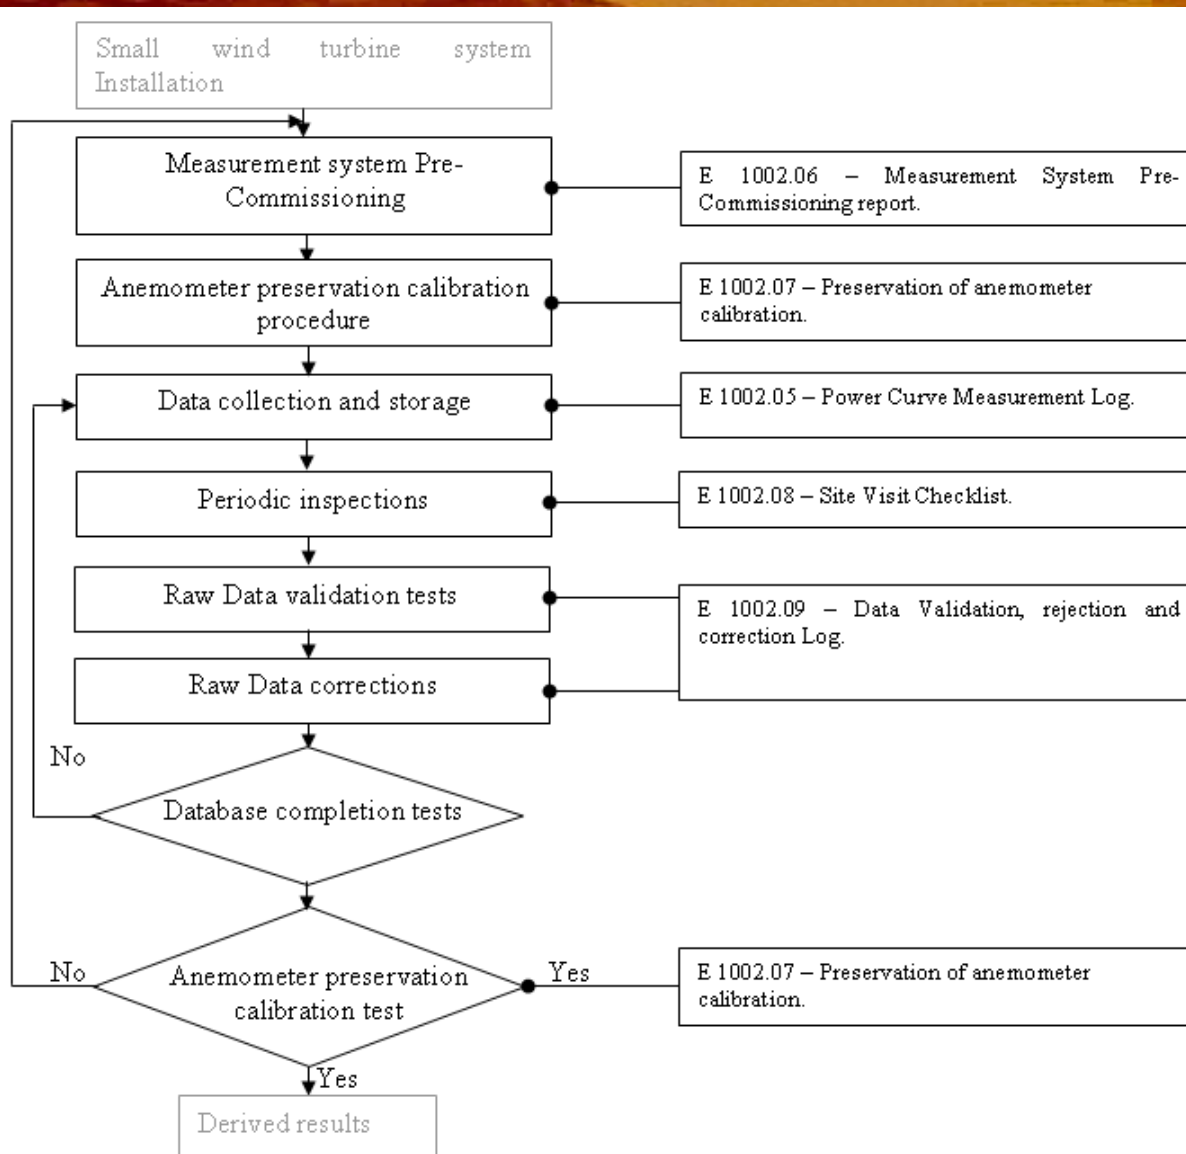 Small wind turbine system
Installation
Measurement system Pre-
Commissioning
E 1002.06 – Measurement System Pre-
Commissioning report.
Anemometer preservation calibration
procedure
E 1002.07 – Preservation of anemometer
calibration.
Data collection and storage
E 1002.05 – Power Curve Measurement Log.
Periodic inspections
E 1002.08 – Site Visit Checklist.
Raw Data validation tests
E 1002.09 – Data Validation, rejection and
correction Log.
Raw Data corrections
No
Database completion tests
No
Anemometer preservation
calibration test
Yes
E 1002.07 – Preservation of anemometer
calibration.
Yes
Derived results